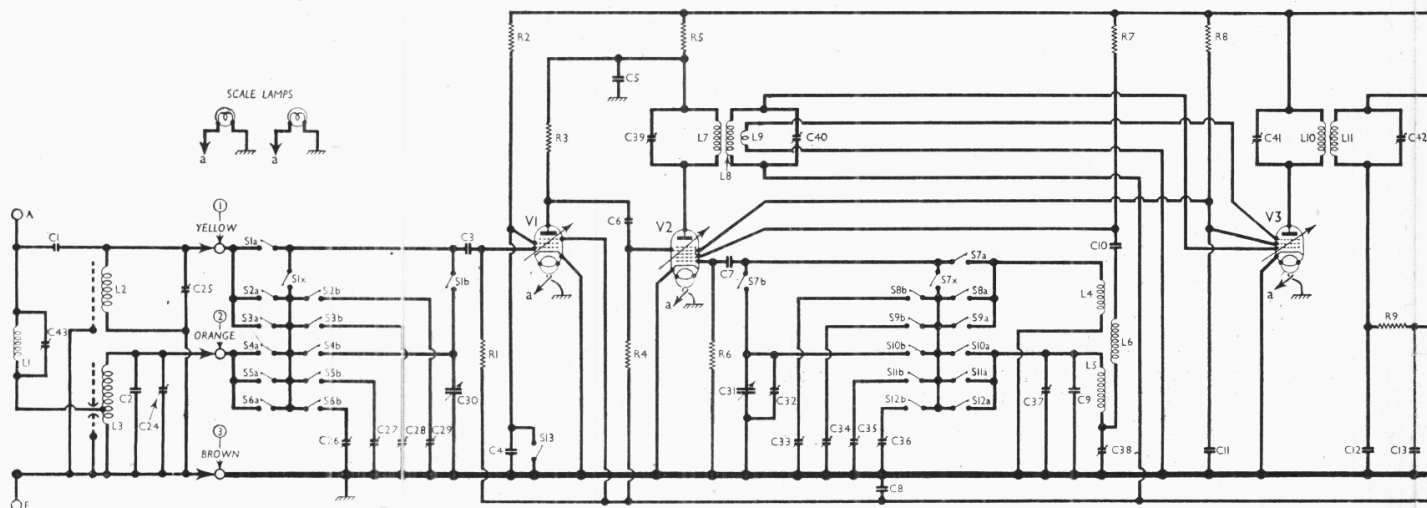 R2
R5
R7
R8
C5
SCALE LAMPS
a
a
R3
C39
L7
L9
C40
L8
C41
L10
L11
C42
A
1
YELLOW
C1
S1a
C3
V1
C6
V2
V3
C10
S1x
S1b
a
C7
a
S7b
S7a
S7x
a
L2
C25
S2a
S2b
S8b
S8a
L4
C43
2
ORANGE
S3a
S3b
S9b
S9a
R9
L1
S4a
S4b
R1
R4
R6
S10b
S10a
L6
C2
S5a
S5b
C30
C31
C32
S11b
S11a
C37
C9
L5
L3
C24
S6a
S6b
S12b
S12a
3
BROWN
C26
C27
C28
C29
C4
S13
C33
C34
C35
C36
C38
C11
C12
C13
C8
E